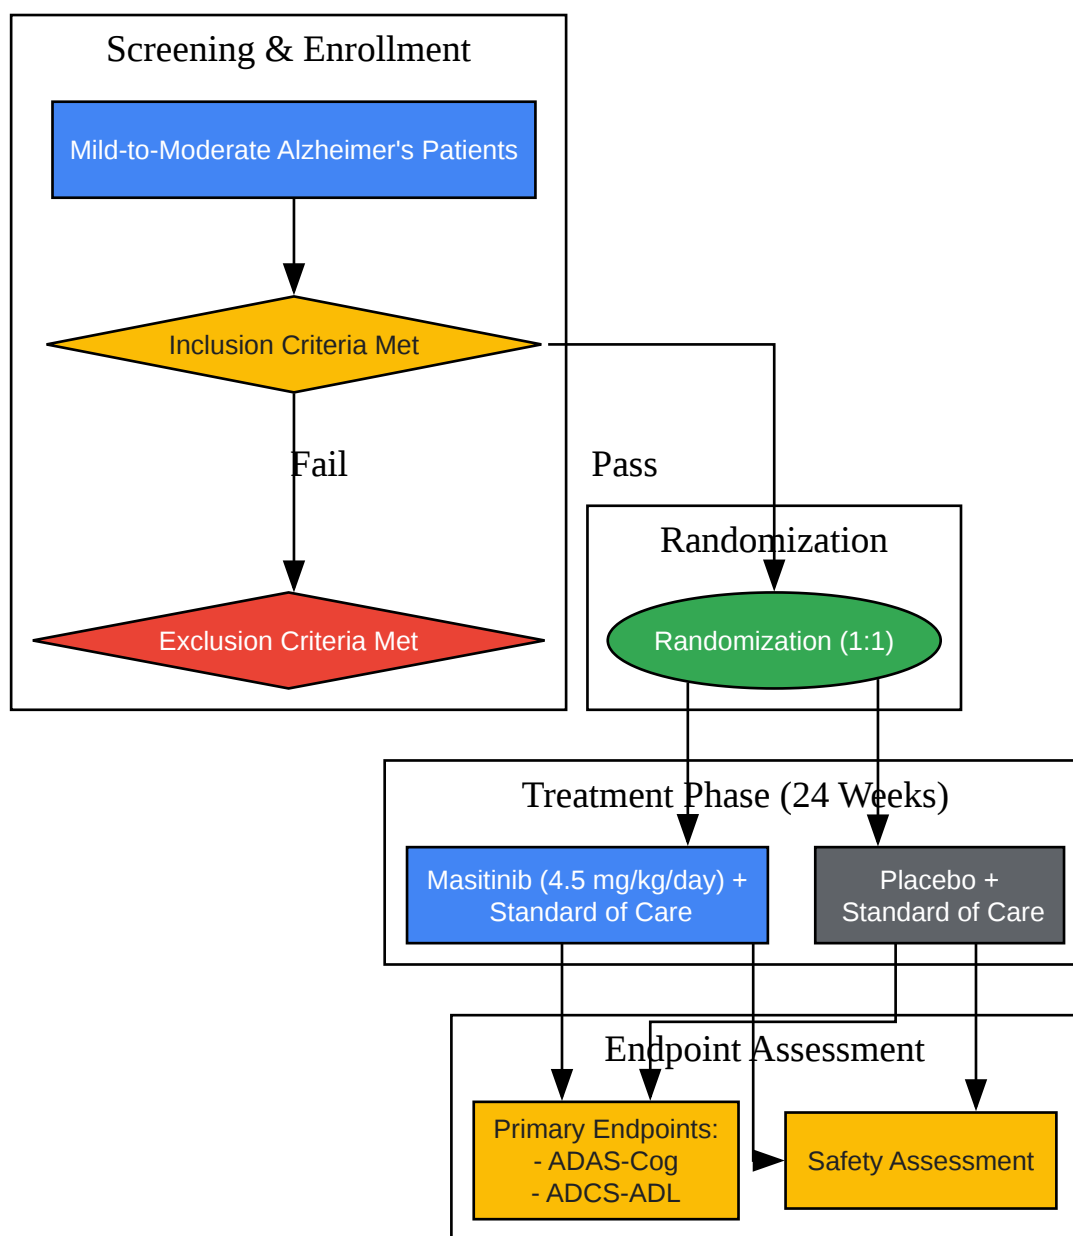 Screening & Enrollment
Mild-to-Moderate Alzheimer's Patients
Inclusion Criteria Met
Fail
Pass
Exclusion Criteria Met
Randomization
Randomization (1:1)
Treatment Phase (24 Weeks)
Masitinib (4.5 mg/kg/day) +
Standard of Care
Placebo +
Standard of Care
Endpoint Assessment
Primary Endpoints:
- ADAS-Cog
- ADCS-ADL
Safety Assessment